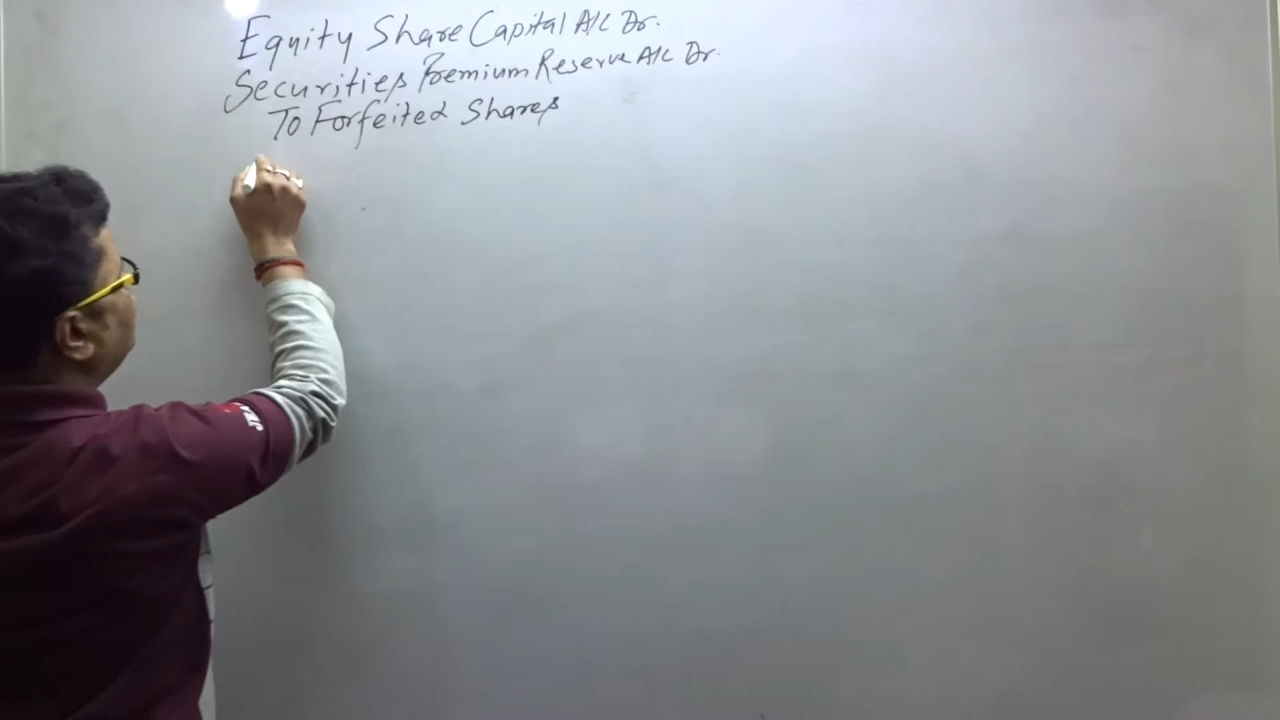 Equity Share Capital A/c Dr.
Securities Premium Reserve A/c Dr.
To Forfeited Shares